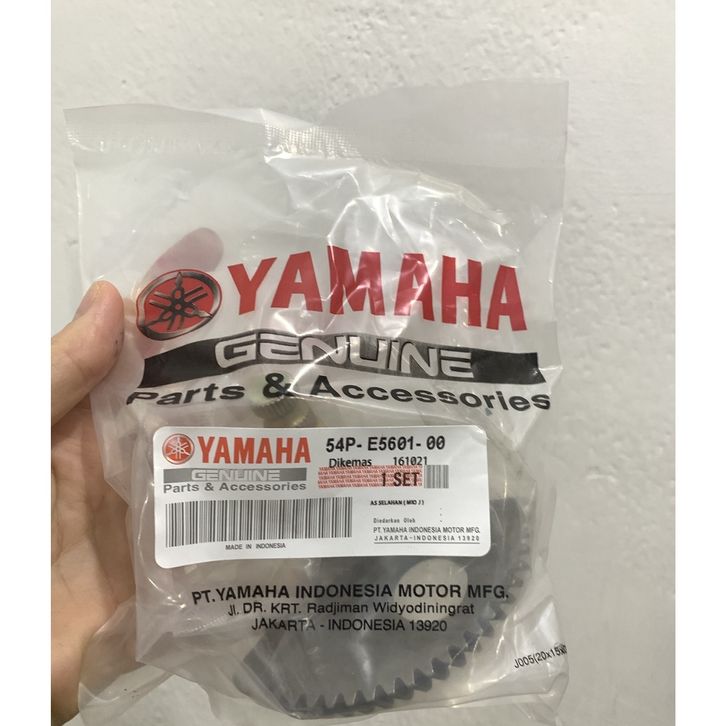 YAMAHA
GENUINE
Parts & Accessories
YAMAHA 54P-E5601-00
GENUINE
Parts & Accessories
Dikemas 161021
1 SET
AS SELAHAN ( MIO J )
Diedarkan Oleh :
PT.YAMAHA INDONESIA MOTOR MFG.
JAKARTA-INDONESIA 13920
MADE IN INDONESIA
PT.YAMAHA INDONESIA MOTOR MFG.
Jl. DR. KRT. Radjiman Widyodiningrat
JAKARTA - INDONESIA 13920